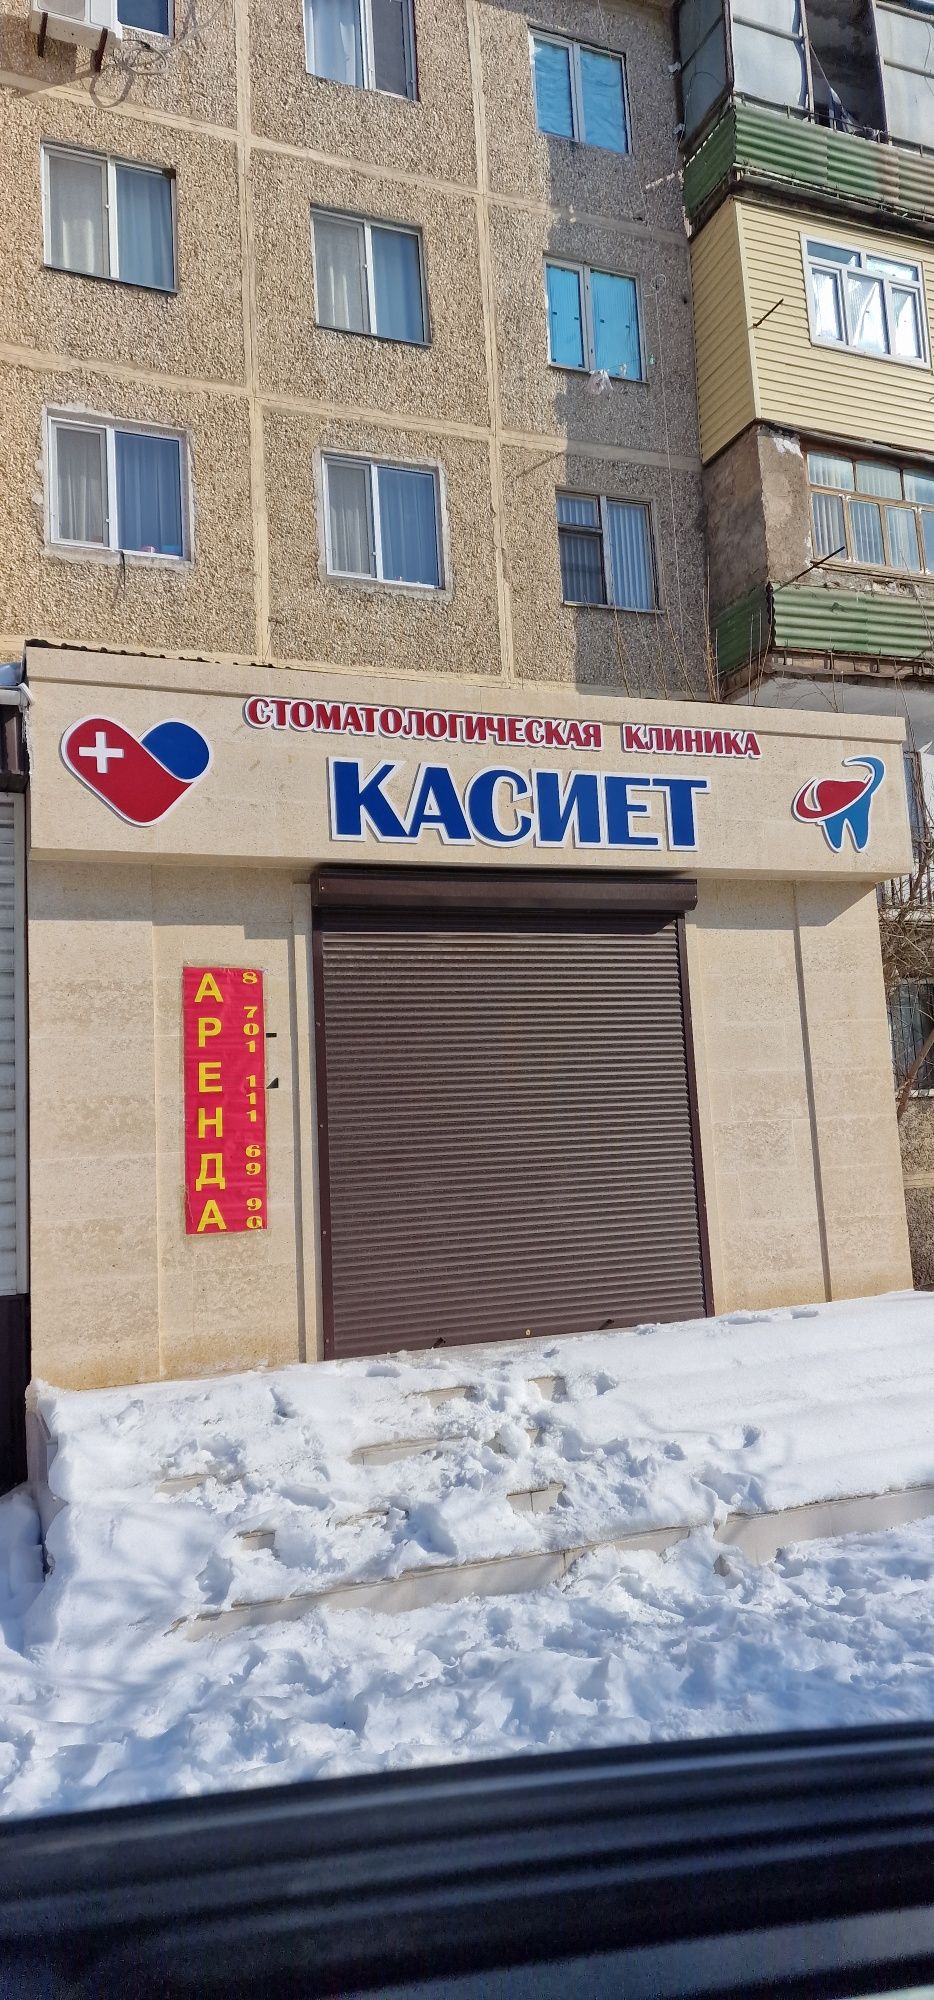 СТОМАТОЛОГИЧЕСКАЯ КЛИНИКА
КАСИЕТ
АРЕНДА
8 701 111 69 90